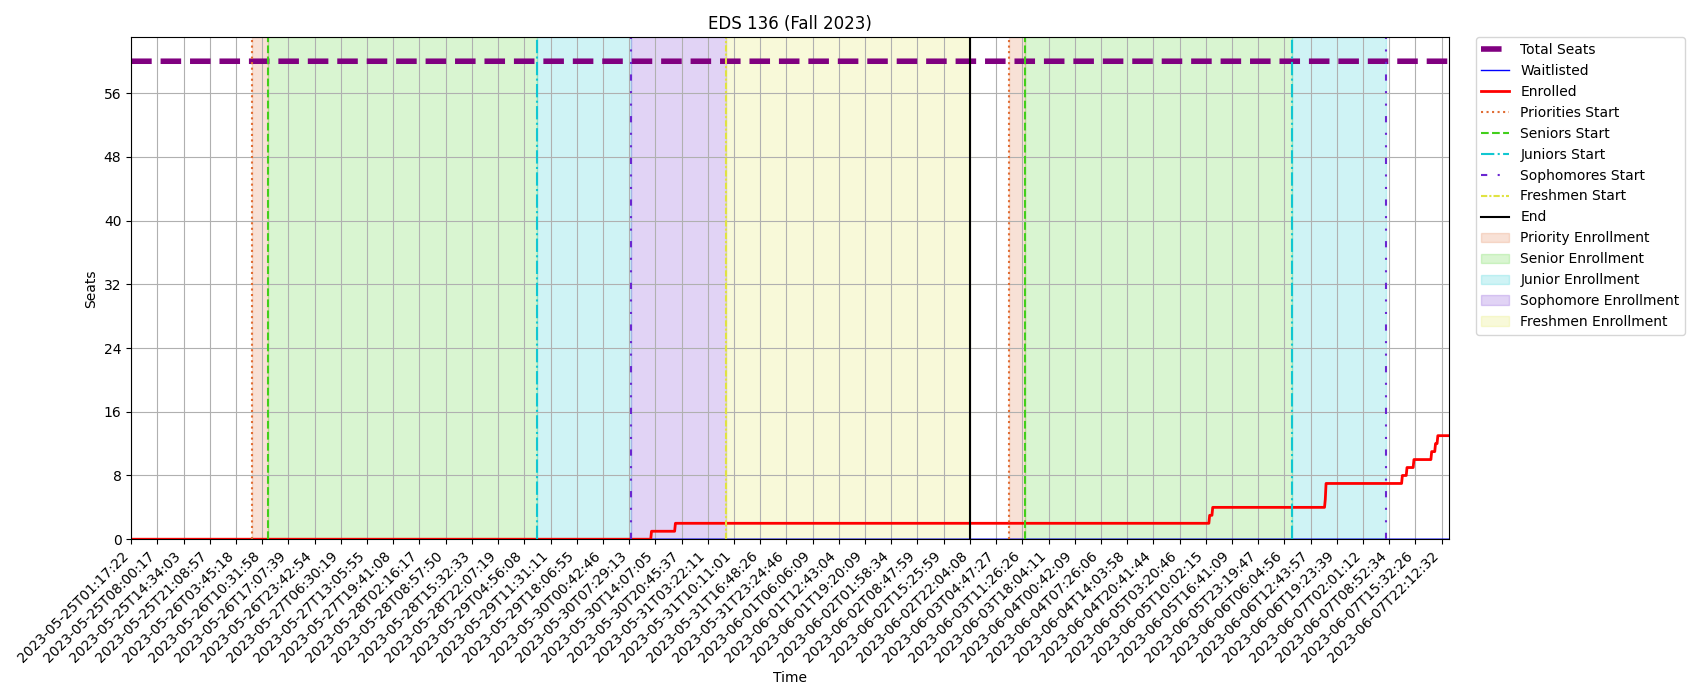 EDS 136 (Fall 2023)
Seats
56
48
40
32
24
16
8
0
2023-05-25T01:17:22
2023-05-25T08:00:17
2023-05-25T14:34:03
2023-05-25T21:08:57
2023-05-26T03:45:18
2023-05-26T10:31:58
2023-05-26T17:07:39
2023-05-26T23:42:54
2023-05-27T06:30:19
2023-05-27T13:05:55
2023-05-27T19:41:08
2023-05-28T02:16:17
2023-05-28T08:57:50
2023-05-28T15:32:33
2023-05-28T22:07:19
2023-05-29T04:56:08
2023-05-29T11:31:11
2023-05-29T18:06:55
2023-05-30T00:42:46
2023-05-30T07:29:13
2023-05-30T14:07:05
2023-05-30T20:45:37
2023-05-31T03:22:11
2023-05-31T10:11:01
2023-05-31T16:48:26
2023-05-31T23:24:46
2023-06-01T06:06:09
2023-06-01T12:43:04
2023-06-01T19:20:09
2023-06-02T01:58:34
2023-06-02T08:47:59
2023-06-02T15:25:59
2023-06-02T22:04:08
2023-06-03T04:47:27
2023-06-03T11:26:26
2023-06-03T18:04:11
2023-06-04T00:42:09
2023-06-04T07:26:06
2023-06-04T14:03:58
2023-06-04T20:41:44
2023-06-05T03:20:46
2023-06-05T10:02:15
2023-06-05T16:41:09
2023-06-05T23:19:47
2023-06-06T06:04:56
2023-06-06T12:43:57
2023-06-06T19:23:39
2023-06-07T02:01:12
2023-06-07T08:52:34
2023-06-07T15:32:26
2023-06-07T22:12:32
Time
Total Seats
Waitlisted
Enrolled
Priorities Start
Seniors Start
Juniors Start
Sophomores Start
Freshmen Start
End
Priority Enrollment
Senior Enrollment
Junior Enrollment
Sophomore Enrollment
Freshmen Enrollment